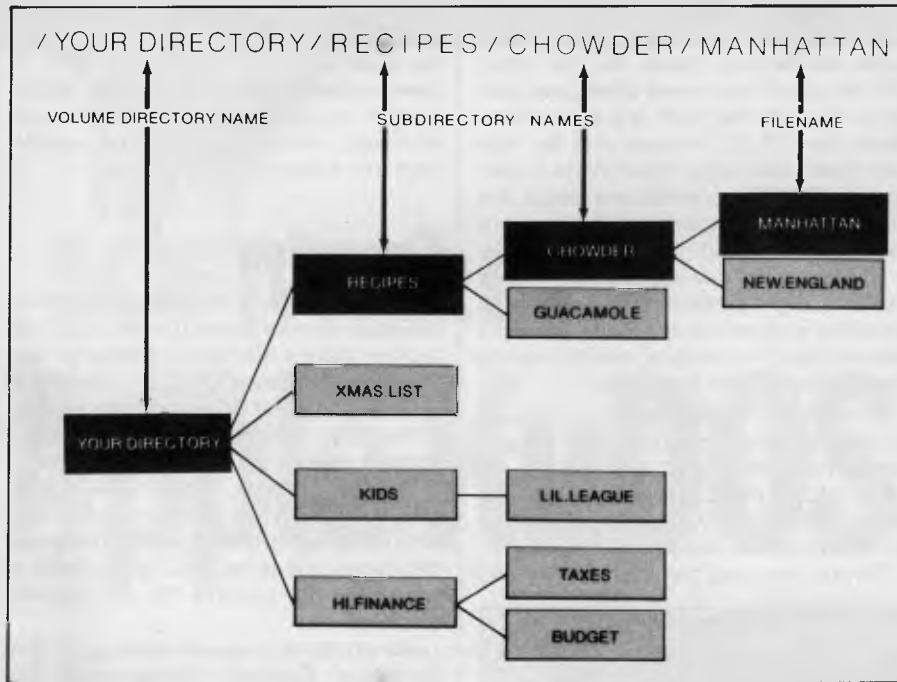 /YOUR DIRECTORY/RECIPES/CHOWDER/MANHATTAN
VOLUME DIRECTORY NAME
SUBDIRECTORY NAMES
FILENAME
MANHATTAN
CHOWDER
RECIPES
NEW.ENGLAND
GUACAMOLE
XMAS.LIST
YOUR DIRECTORY
KIDS
LIL.LEAGUE
TAXES
HI.FINANCE
BUDGET